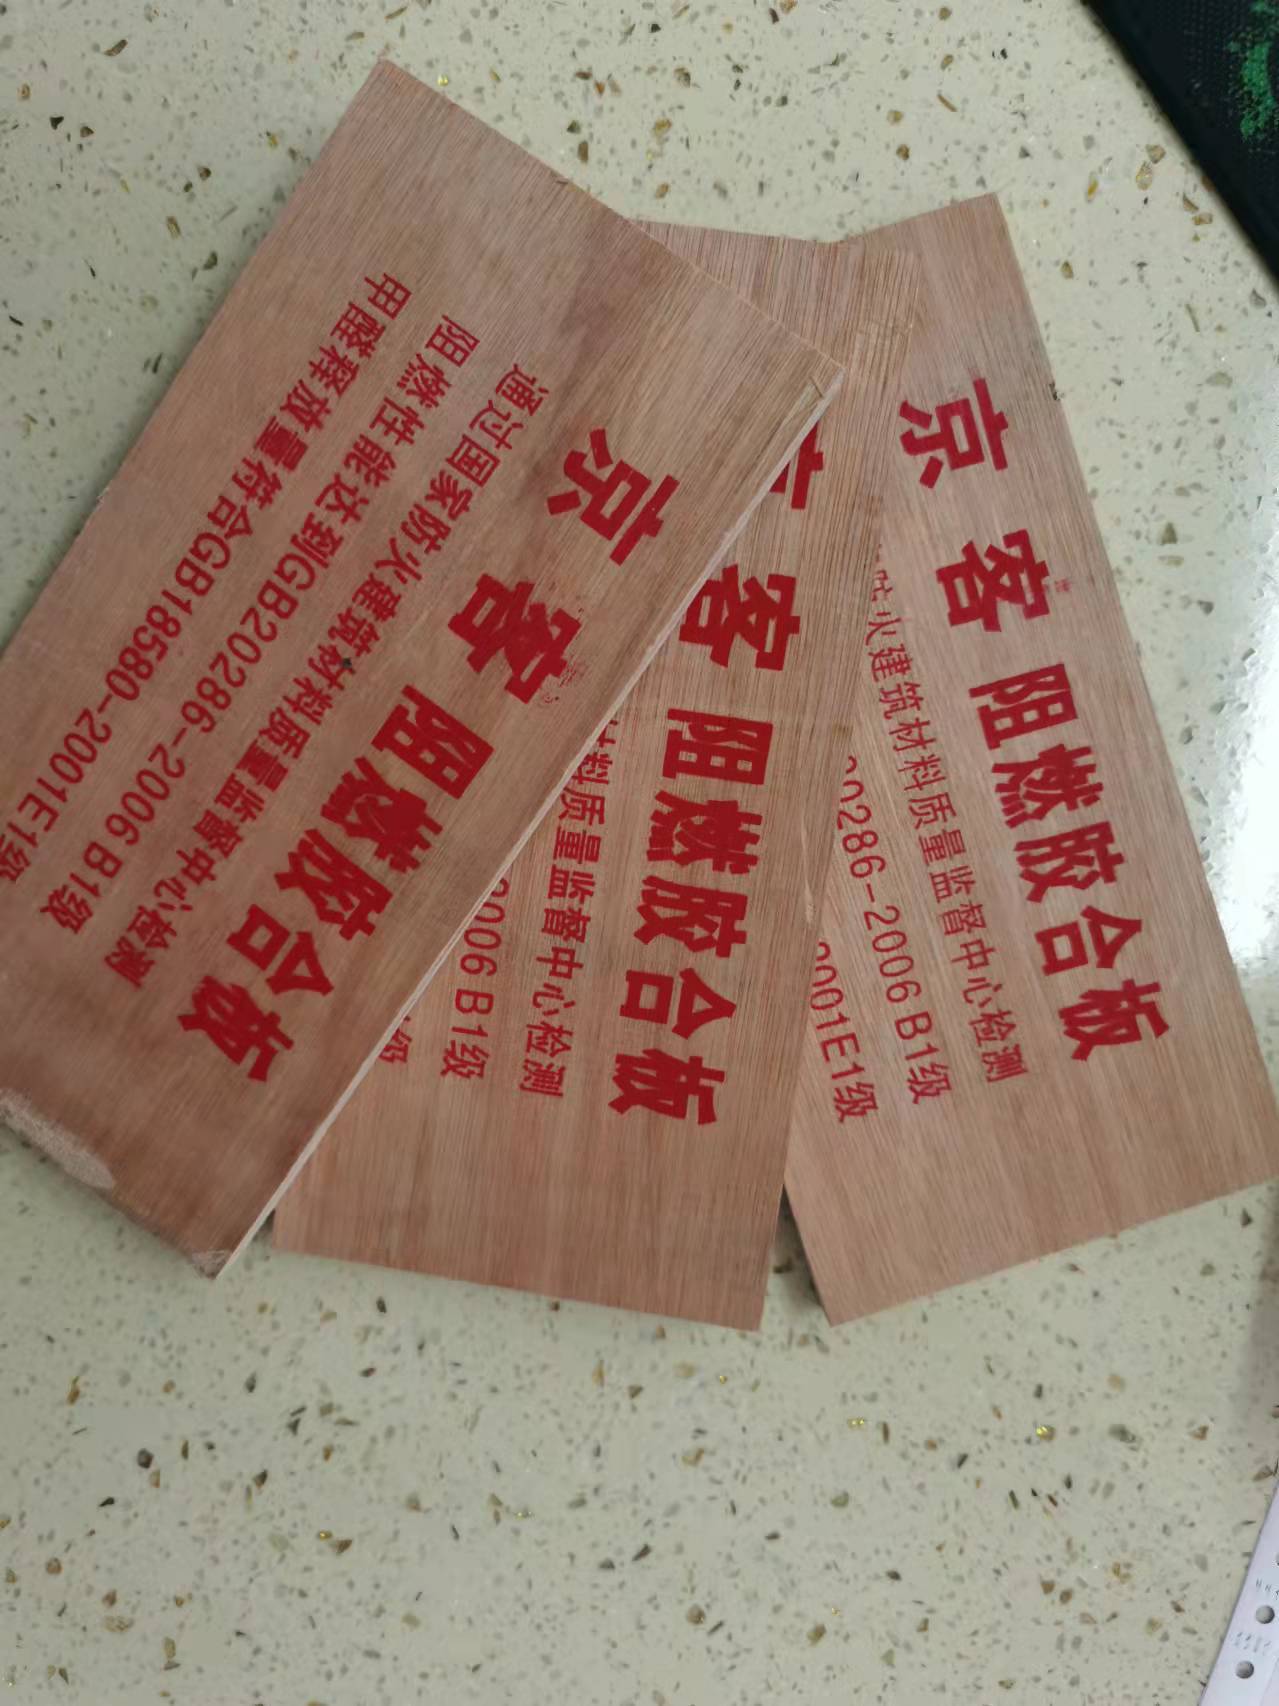 京客阻燃胶合板
通过国家防火建筑材料质量监督中心检测
阻燃性能达到GB20286-2006 B1级
甲醛释放量符合GB18580-2001E1级
客阻燃胶合板
料质量监督中心检测
2006 B1级
级
京客阻燃胶合板
火建筑材料质量监督中心检测
20286-2006 B1级
2001E1级